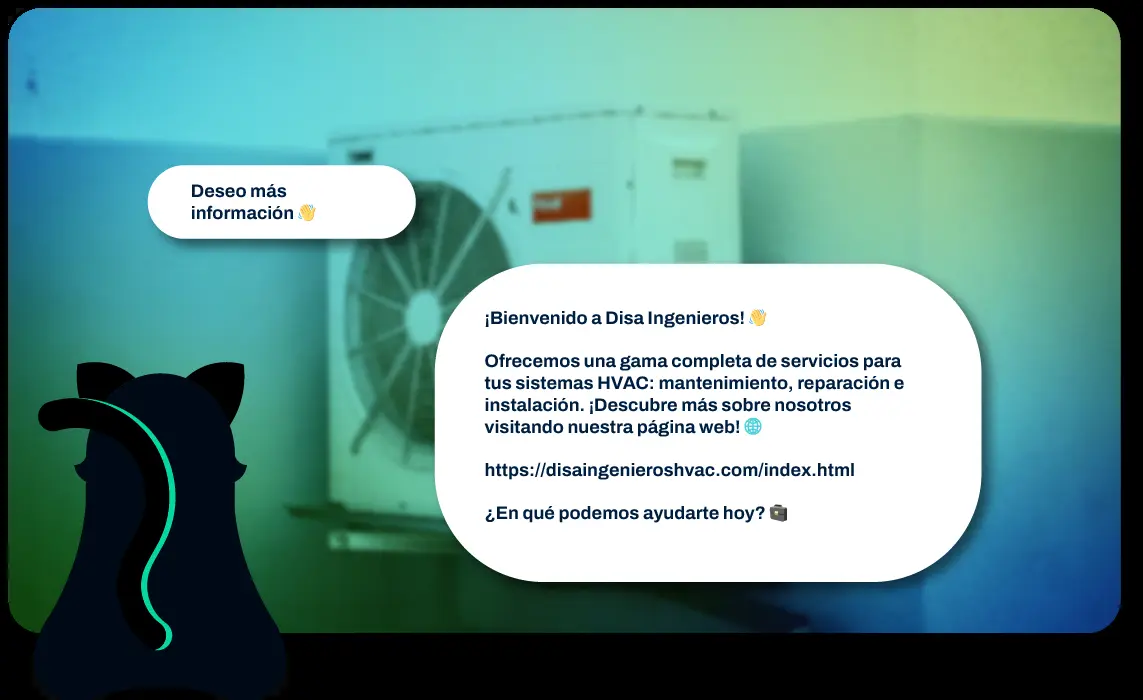 Deseo más
información 👋
¡Bienvenido a Disa Ingenieros! 👋
Ofrecemos una gama completa de servicios para
tus sistemas HVAC: mantenimiento, reparación e
instalación. ¡Descubre más sobre nosotros
visitando nuestra página web! 🌐
https://disaingenieroshvac.com/index.html
¿En qué podemos ayudarte hoy? 💼